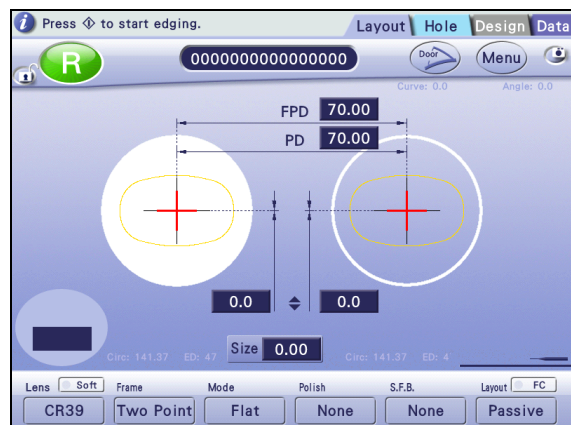 Press to start edging.
Layout Hole Design Data
R
0000000000000000
Door
Menu
Curve: 0.0 Angle: 0.0
FPD 70.00
PD 70.00
0.0 0.0
Size 0.00
Circ: 141.37 ED: 47 Circ: 141.37 ED: 4
Lens Soft Frame Mode Polish S.F.B. Layout FC
CR39 Two Point Flat None None Passive